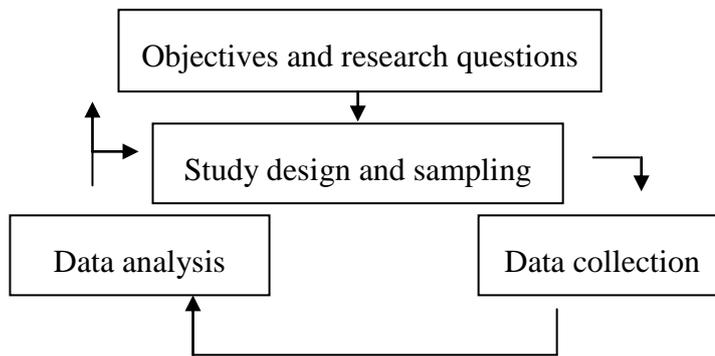 Objectives and research questions
Study design and sampling
Data analysis
Data collection